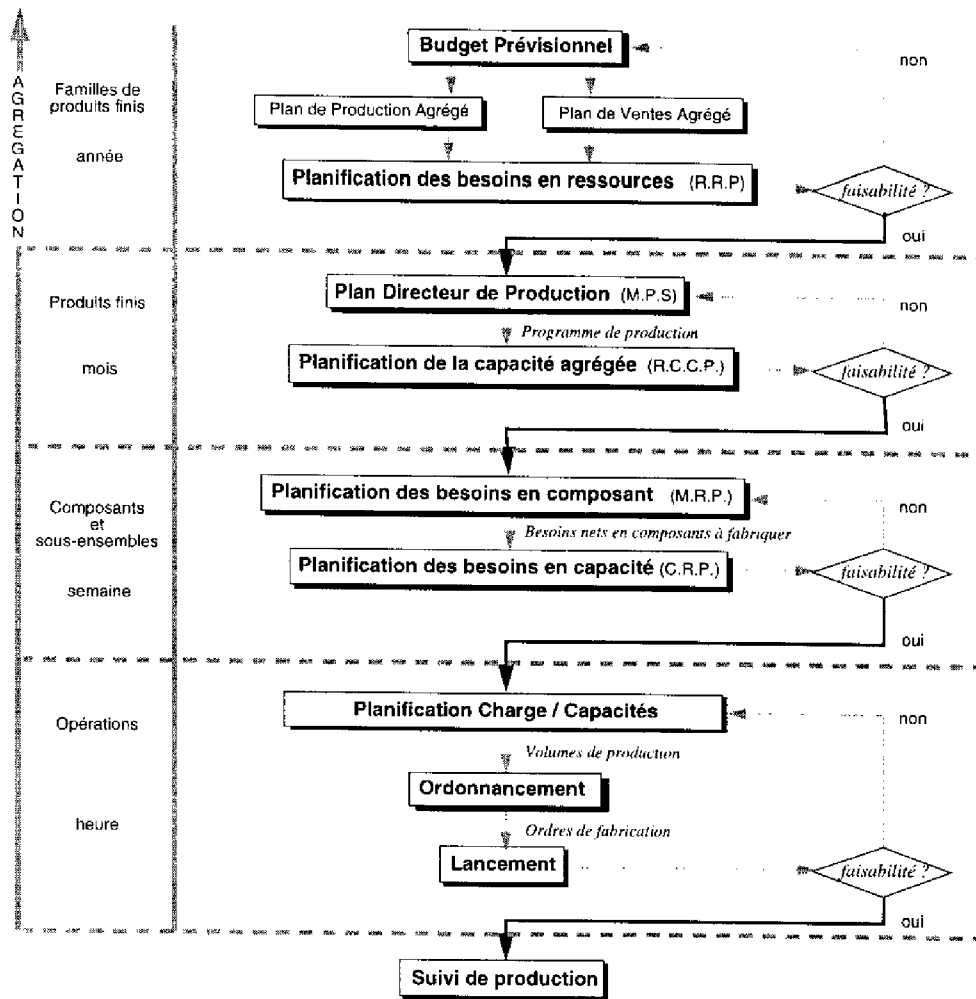 AGREGATION
Familles de
produits finis
année
Budget Prévisionnel
non
Plan de Production Agrégé
Plan de Ventes Agrégé
Planification des besoins en ressources (R.R.P)
faisabilité ?
oui
Produits finis
mois
Plan Directeur de Production (M.P.S)
non
Programme de production
Planification de la capacité agrégée (R.C.C.P.)
faisabilité ?
oui
Composants
et
sous-ensembles
semaine
Planification des besoins en composant (M.R.P.)
non
Besoins nets en composants à fabriquer
Planification des besoins en capacité (C.R.P.)
faisabilité ?
oui
Opérations
heure
Planification Charge / Capacités
non
Volumes de production
Ordonnancement
Ordres de fabrication
Lancement
faisabilité ?
oui
Suivi de production